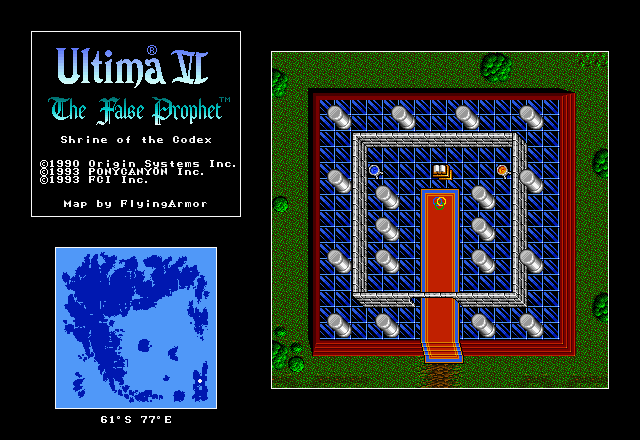 Ultima VI ®
The False Prophet™
Shrine of the Codex
©1990 Origin Systems Inc.
©1993 PONYCANYON Inc.
©1993 FCI Inc.
Map by FlyingArmor
61°S 77°E